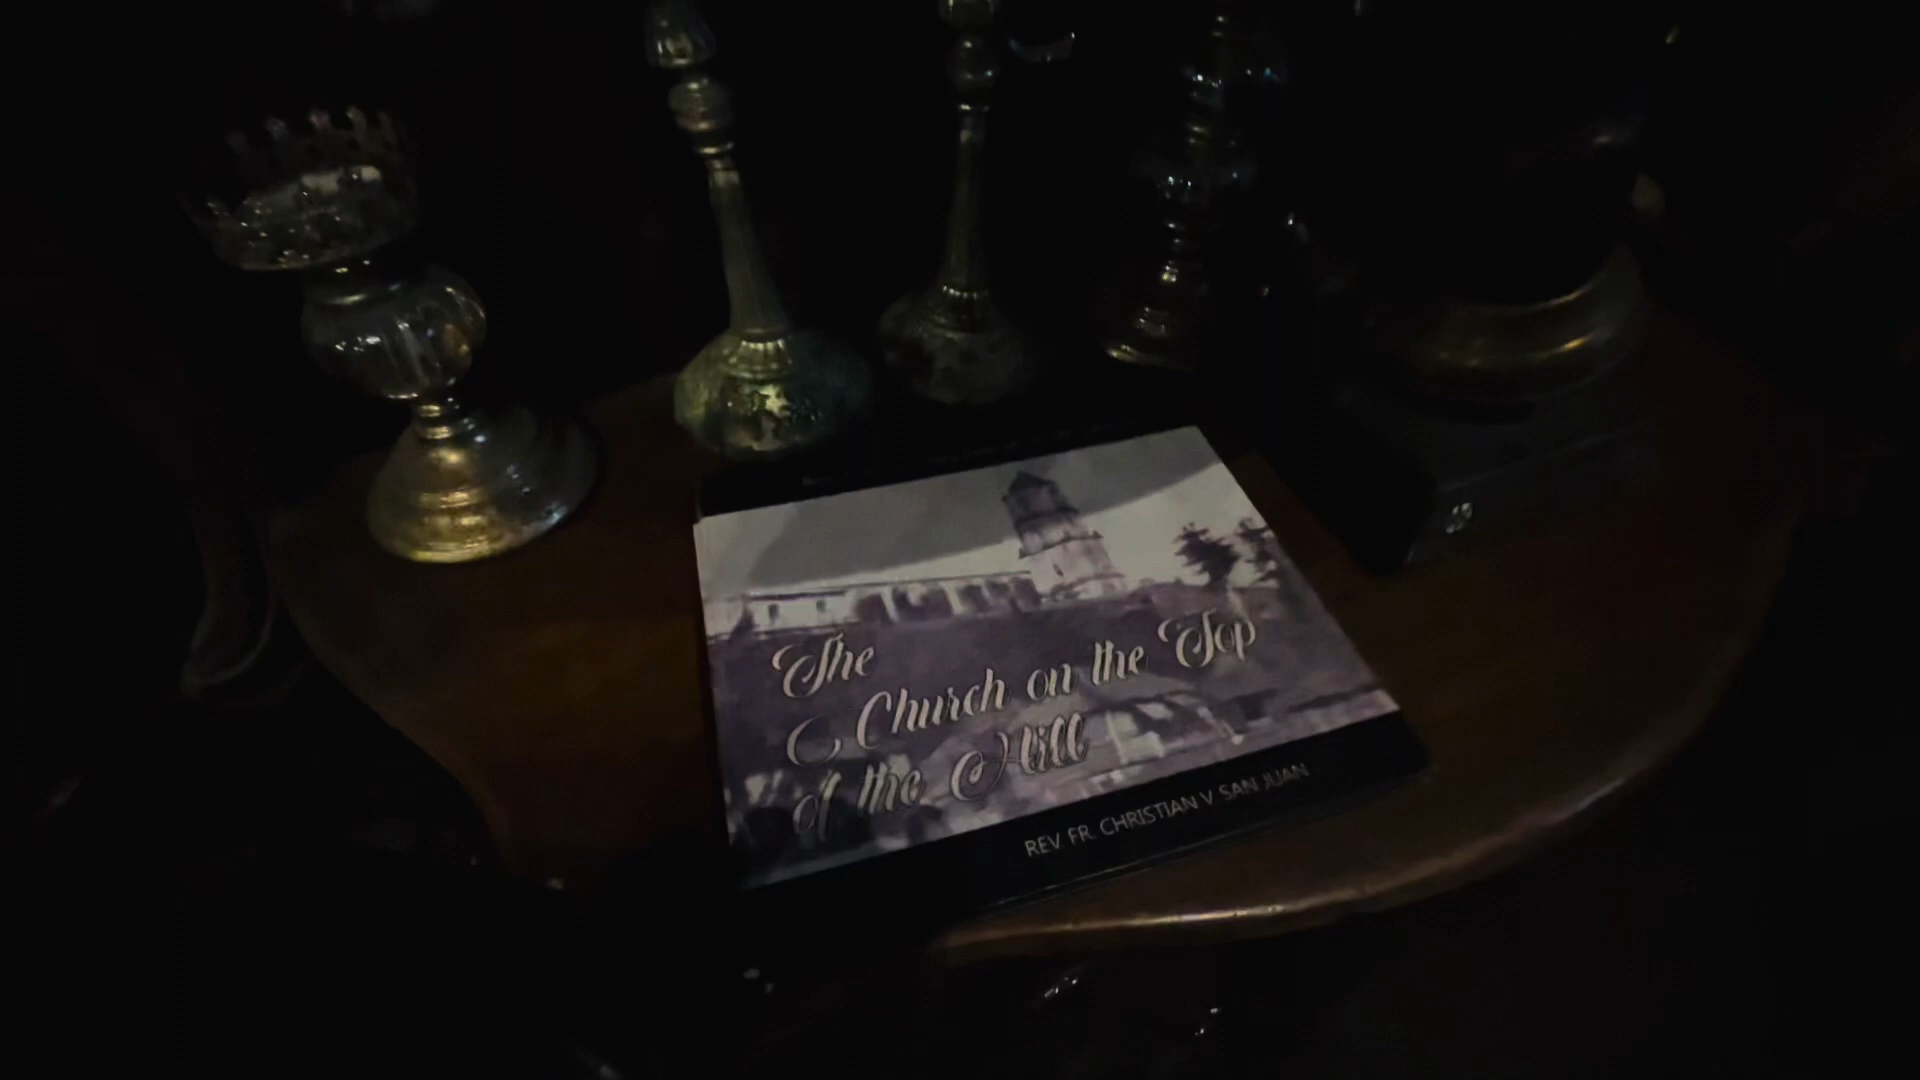 The
Church on the Top
of the Hill
REV. FR. CHRISTIAN V SAN JUAN